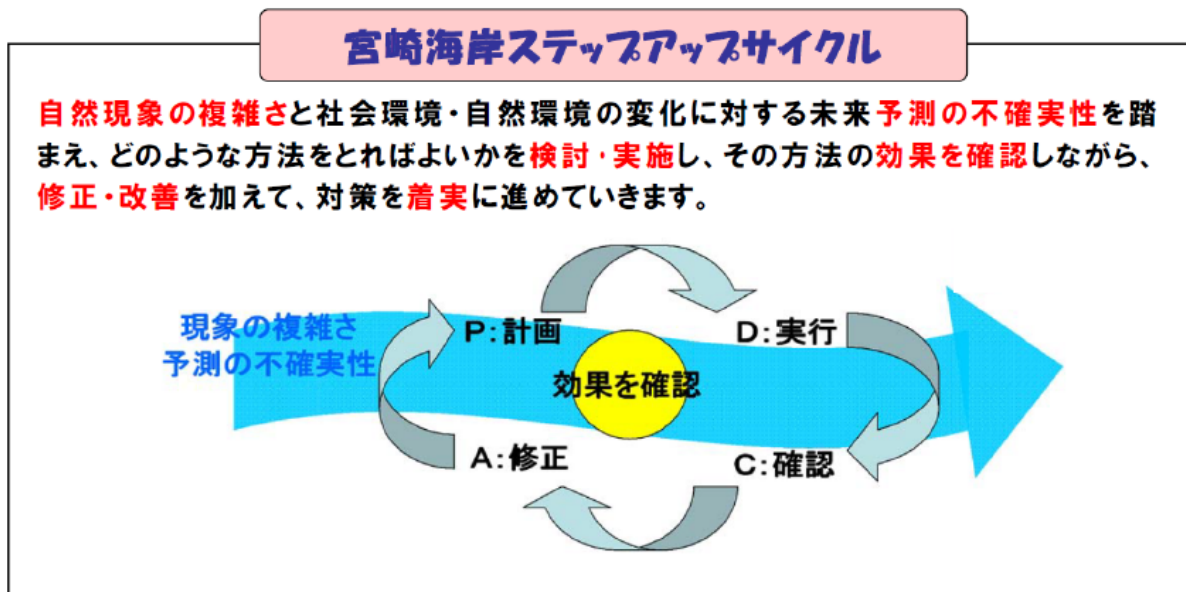 宮崎海岸ステップアップサイクル
自然現象の複雑さと社会環境・自然環境の変化に対する未来予測の不確実性を踏
まえ、どのような方法をとればよいかを検討・実施し、その方法の効果を確認しながら、
修正・改善を加えて、対策を着実に進めていきます。
現象の複雑さ
予測の不確実性
P:計画
D:実行
効果を確認
A:修正
C:確認